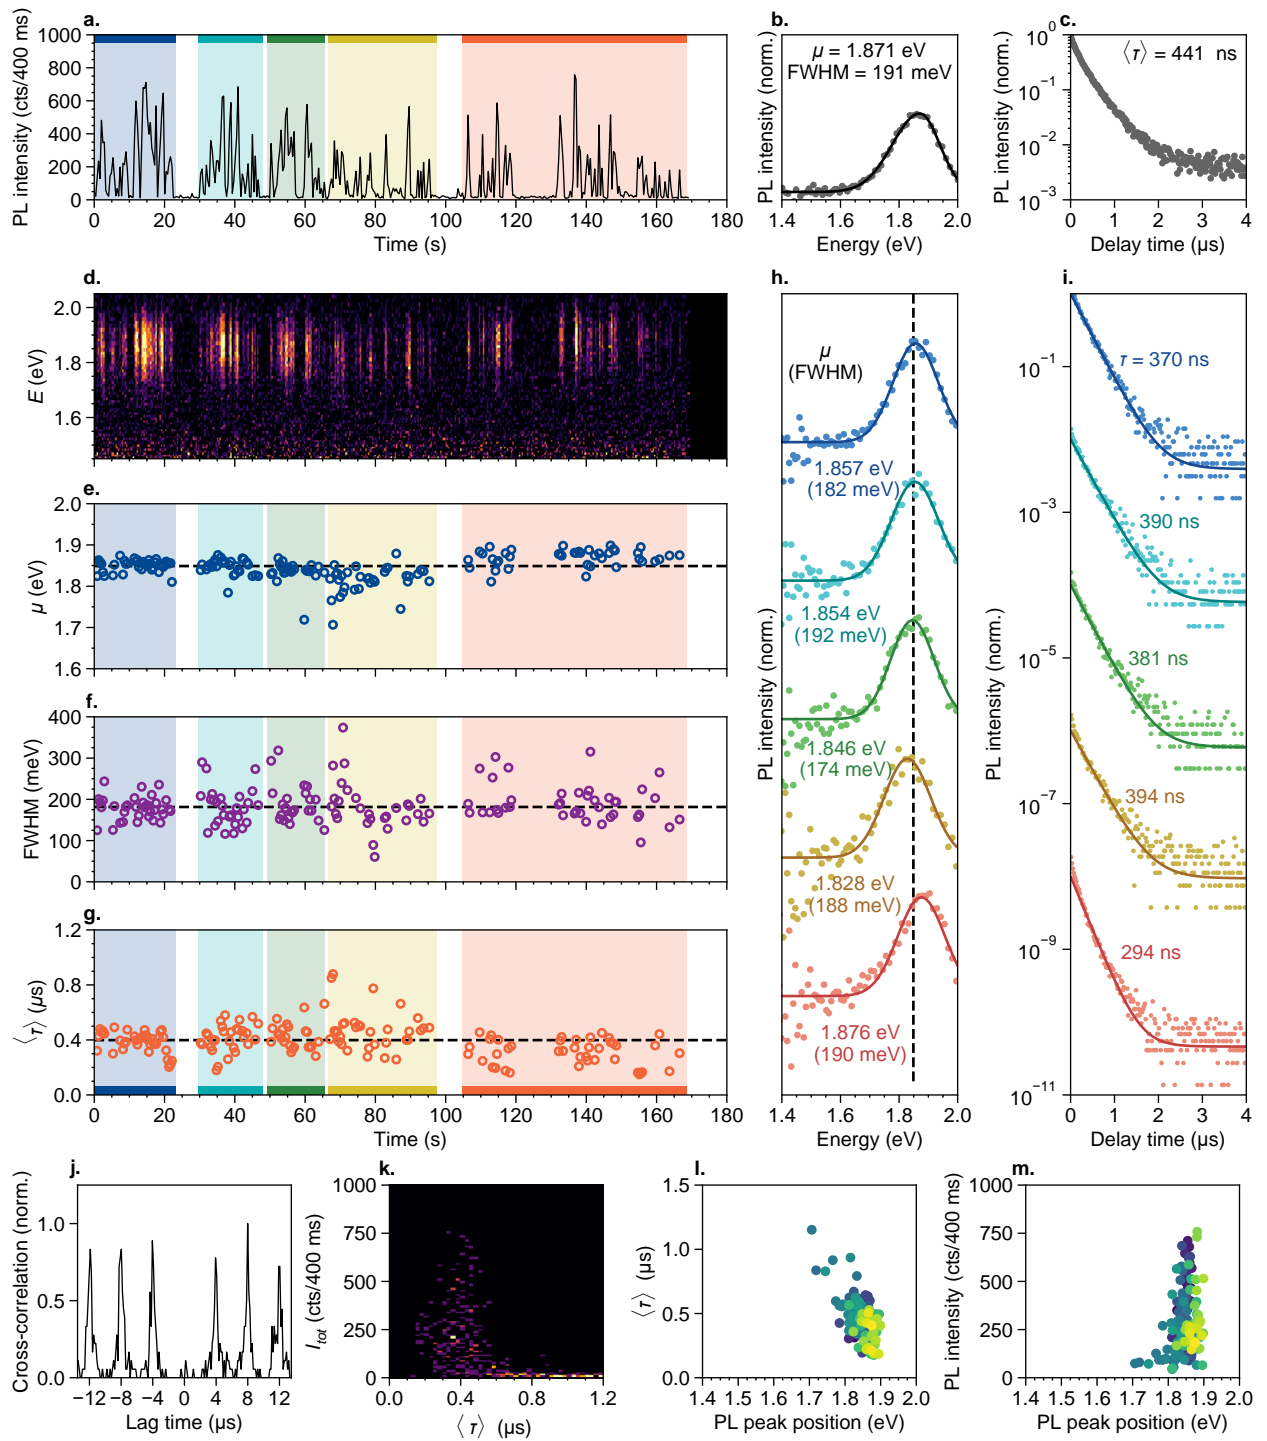 a.
PL intensity (cts/400 ms)
1000
800
600
400
200
0
0 20 40 60 80 100 120 140 160 180
Time (s)
b.
PL intensity (norm.)
μ = 1.871 eV
FWHM = 191 meV
1.4 1.6 1.8 2.0
Energy (eV)
c.
PL intensity (norm.)
10⁰
10⁻¹
10⁻²
10⁻³
⟨τ⟩ = 441 ns
0 1 2 3 4
Delay time (µs)
d.
E (eV)
2.0
1.8
1.6
e.
μ (eV)
2.0
1.9
1.8
1.7
1.6
f.
FWHM (meV)
400
300
200
100
0
g.
⟨τ⟩ (µs)
1.2
0.8
0.4
0.0
0 20 40 60 80 100 120 140 160 180
Time (s)
h.
PL intensity (norm.)
μ
(FWHM)
1.857 eV
(182 meV)
1.854 eV
(192 meV)
1.846 eV
(174 meV)
1.828 eV
(188 meV)
1.876 eV
(190 meV)
1.4 1.6 1.8 2.0
Energy (eV)
i.
PL intensity (norm.)
10⁻¹
10⁻³
10⁻⁵
10⁻⁷
10⁻⁹
10⁻¹¹
τ = 370 ns
390 ns
381 ns
394 ns
294 ns
0 1 2 3 4
Delay time (µs)
j.
Cross-correlation (norm.)
1.0
0.5
0.0
−12 −8 −4 0 4 8 12
Lag time (µs)
k.
I_tot (cts/400 ms)
1000
750
500
250
0
0.0 0.4 0.8 1.2
⟨τ⟩ (µs)
l.
⟨τ⟩ (µs)
1.5
1.0
0.5
0.0
1.4 1.5 1.6 1.7 1.8 1.9 2.0
PL peak position (eV)
m.
PL intensity (cts/400 ms)
1000
750
500
250
0
1.4 1.5 1.6 1.7 1.8 1.9 2.0
PL peak position (eV)